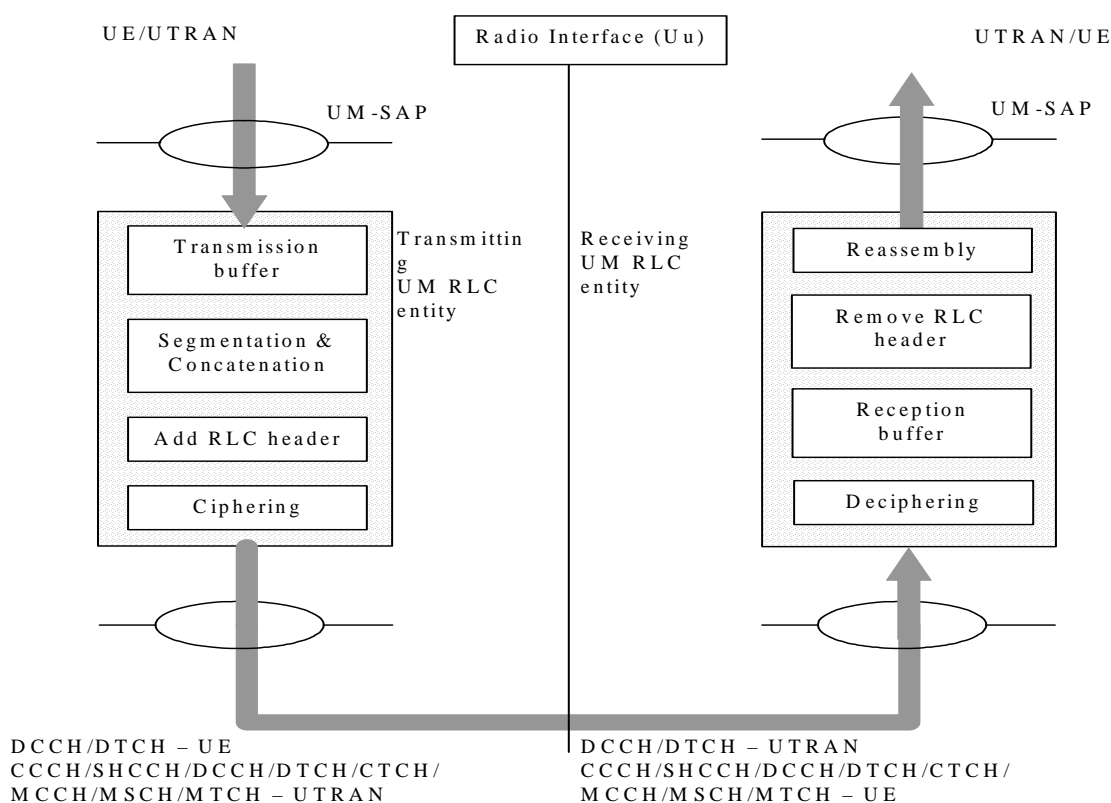 UE/UTRAN
Radio Interface (Uu)
UTRAN/UE
UM-SAP
UM-SAP
Transmission
buffer
Segmentation &
Concatenation
Add RLC header
Ciphering
Transmittin
g
UM RLC
entity
Receiving
UM RLC
entity
Reassembly
Remove RLC
header
Reception
buffer
Deciphering
DCCH/DTCH – UE
CCCH/SHCCH/DCCH/DTCH/CTCH/
MCCH/MSCH/MTCH – UTRAN
DCCH/DTCH – UTRAN
CCCH/SHCCH/DCCH/DTCH/CTCH/
MCCH/MSCH/MTCH – UE